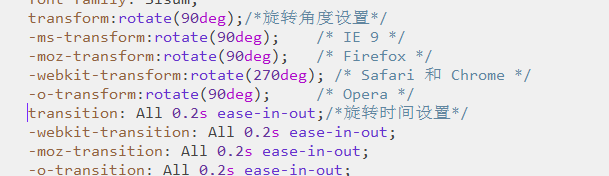 font-family: Simsun;
transform:rotate(90deg);/*旋转角度设置*/
-ms-transform:rotate(90deg);    /* IE 9 */
-moz-transform:rotate(90deg);   /* Firefox */
-webkit-transform:rotate(270deg); /* Safari 和 Chrome */
-o-transform:rotate(90deg);     /* Opera */
transition: All 0.2s ease-in-out;/*旋转时间设置*/
-webkit-transition: All 0.2s ease-in-out;
-moz-transition: All 0.2s ease-in-out;
-o-transition: All 0.2s ease-in-out;